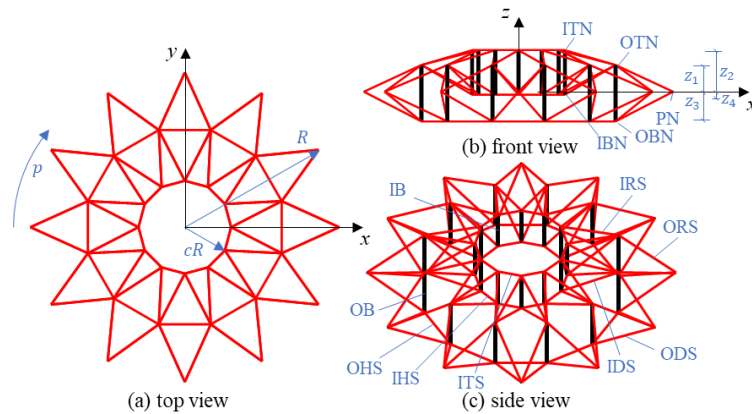 y
R
p
x
cR
(a) top view
z
ITN
OTN
z1
z2
z3
z4
x
PN
IBN
OBN
(b) front view
IB
IRS
ORS
OB
OHS
IHS
ITS
IDS
ODS
(c) side view